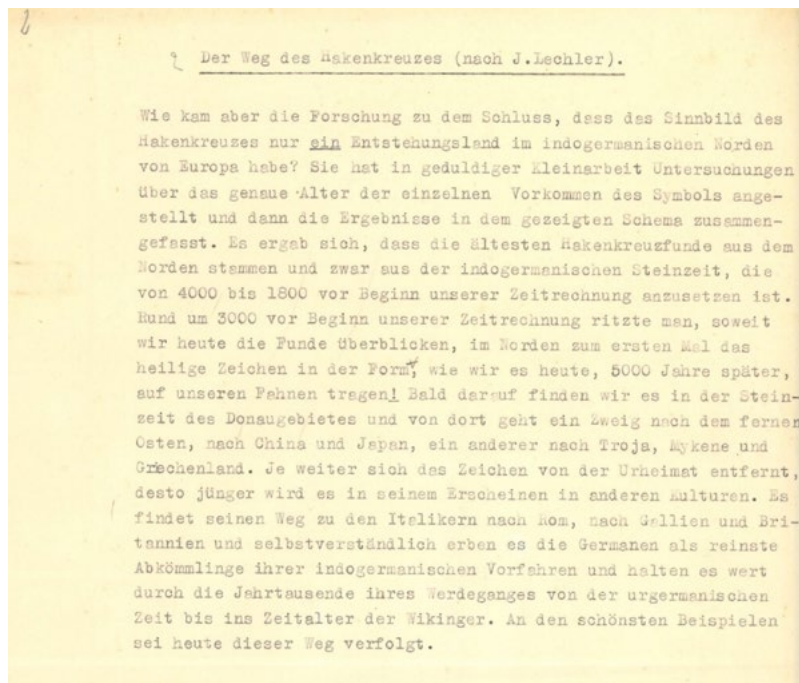 2
2 Der Weg des Hakenkreuzes (nach J.Lechler).
Wie kam aber die Forschung zu dem Schluss, dass das Sinnbild des
Hakenkreuzes nur ein Entstehungsland im indogermanischen Norden
von Europa habe? Sie hat in geduldiger Kleinarbeit Untersuchungen
über das genaue Alter der einzelnen Vorkommen des Symbols ange-
stellt und dann die Ergebnisse in dem gezeigten Schema zusammen-
gefasst. Es ergab sich, dass die ältesten Hakenkreuzfunde aus dem
Norden stammen und zwar aus der indogermanischen Steinzeit, die
von 4000 bis 1800 vor Beginn unserer Zeitrechnung anzusetzen ist.
Rund um 3000 vor Beginn unserer Zeitrechnung ritzte man, soweit
wir heute die Funde überblicken, im Norden zum ersten Mal das
heilige Zeichen in der Form, wie wir es heute, 5000 Jahre später,
auf unseren Fahnen tragen! Bald darauf finden wir es in der Stein-
zeit des Donaugebietes und von dort geht ein Zweig nach dem fernen
Osten, nach China und Japan, ein anderer nach Troja, Mykene und
Griechenland. Je weiter sich das Zeichen von der Urheimat entfernt,
desto jünger wird es in seinem Erscheinen in anderen Kulturen. Es
findet seinen Weg zu den Italikern nach Rom, nach Gallien und Bri-
tannien und selbstverständlich erben es die Germanen als reinste
Abkömmlinge ihrer indogermanischen Vorfahren und halten es wert
durch die Jahrtausende ihres Werdeganges von der urgermanischen
Zeit bis ins Zeitalter der Wikinger. An den schönsten Beispielen
sei heute dieser Weg verfolgt.